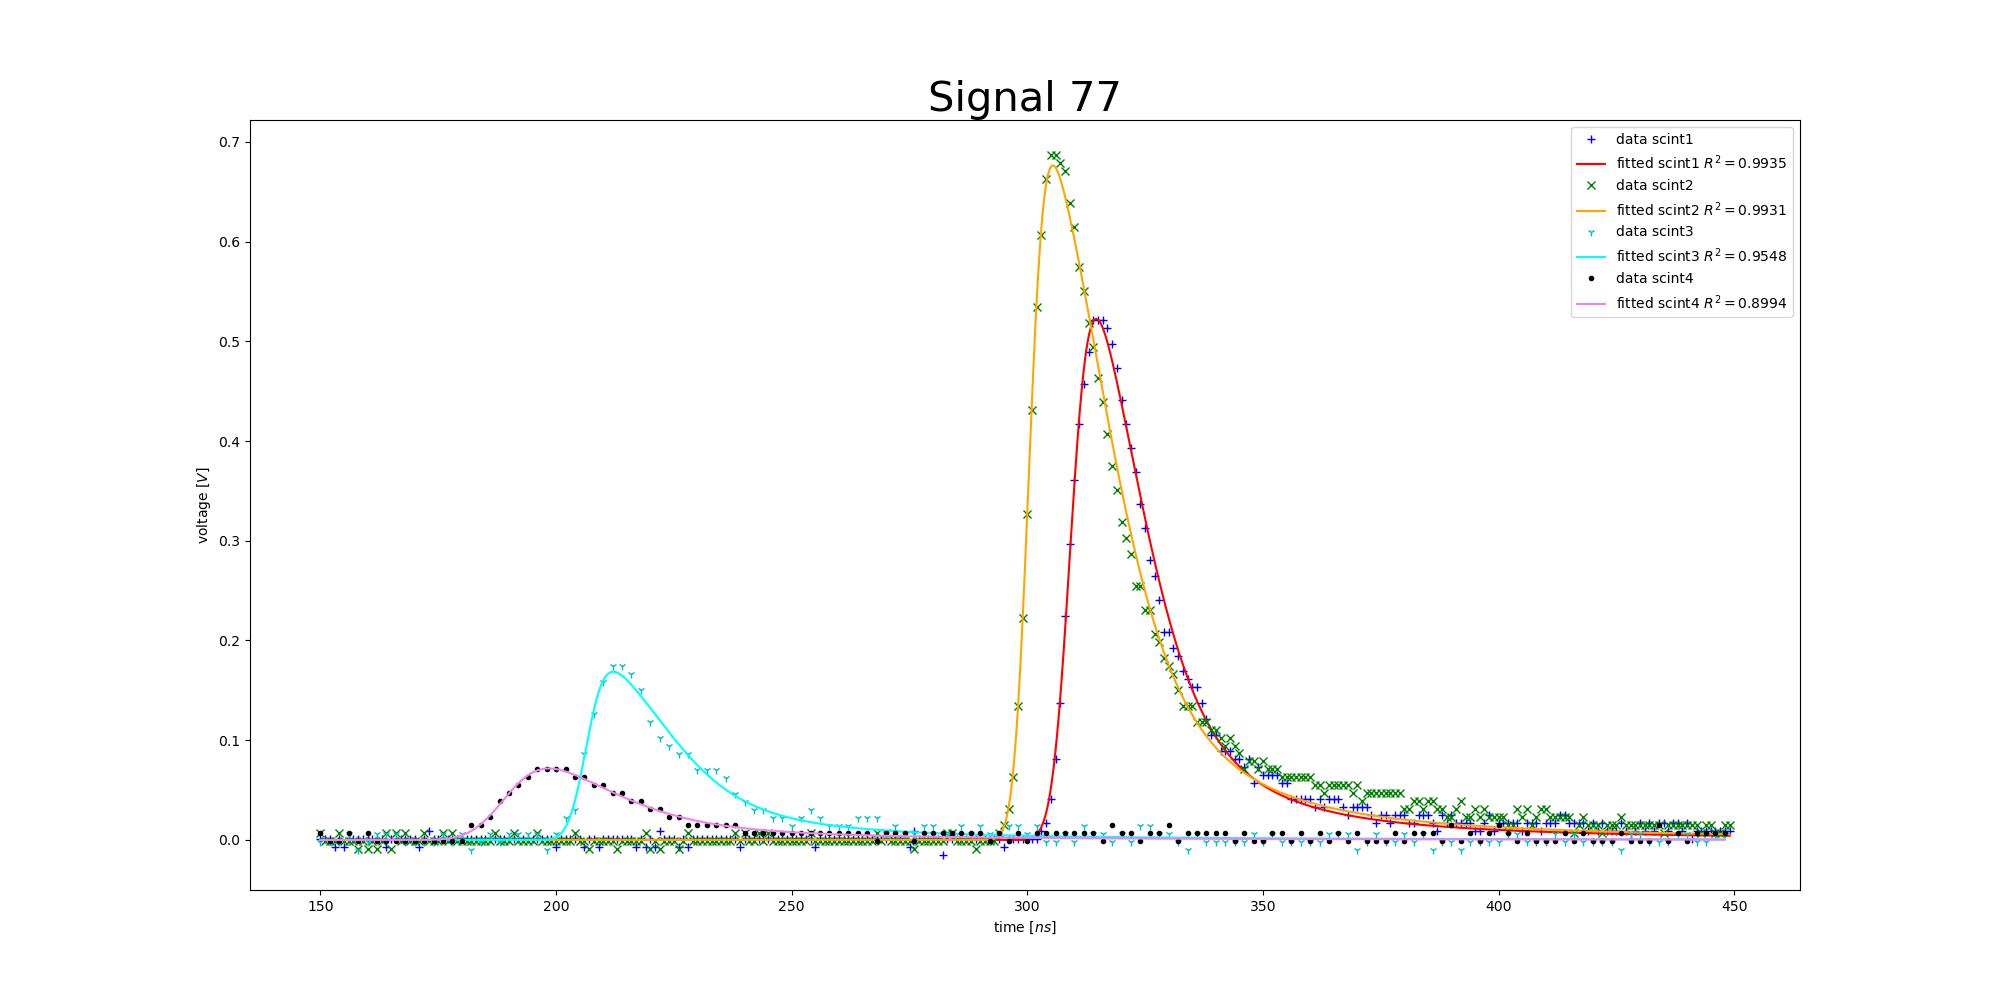 Signal 77
data scint1
fitted scint1 R² = 0.9935
data scint2
fitted scint2 R² = 0.9931
data scint3
fitted scint3 R² = 0.9548
data scint4
fitted scint4 R² = 0.8994
voltage [V]
0.7
0.6
0.5
0.4
0.3
0.2
0.1
0.0
150 200 250 300 350 400 450
time [ns]